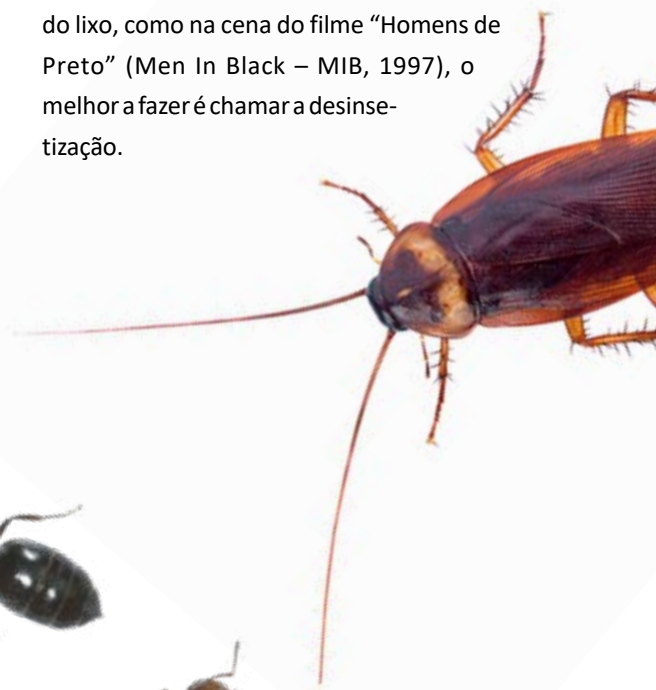 do lixo, como na cena do filme “Homens de
Preto” (Men In Black – MIB, 1997), o
melhor a fazer é chamar a desinse-
tização.